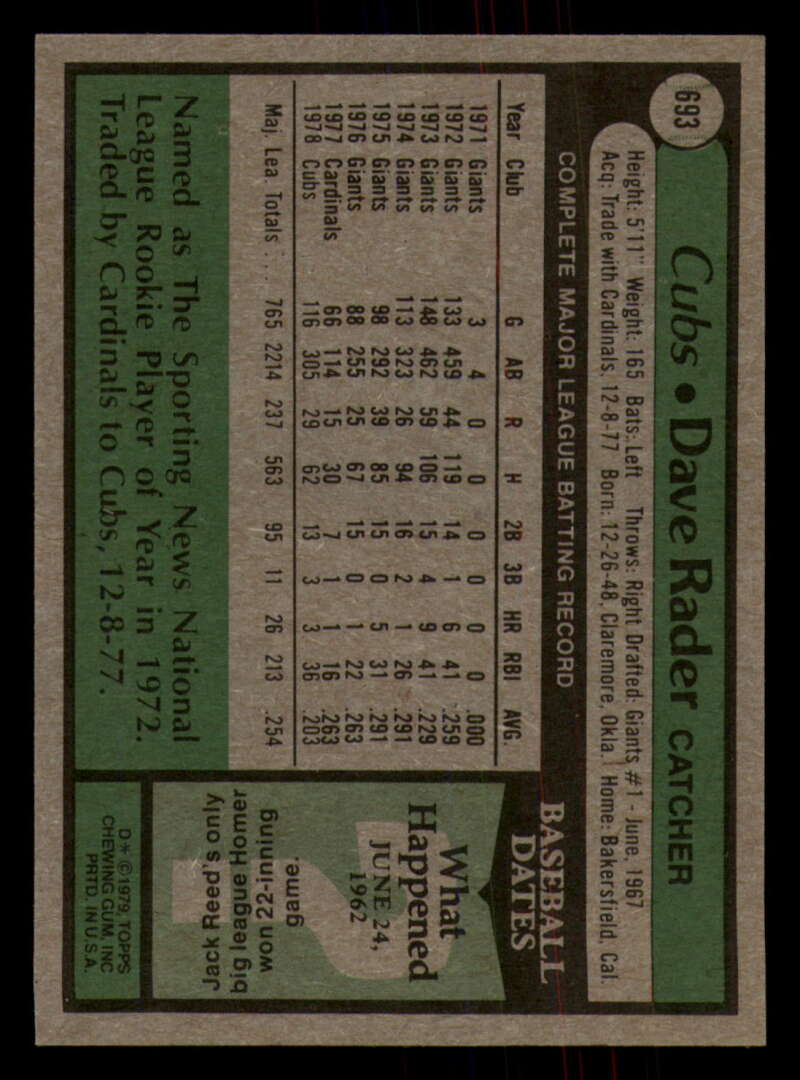 693
Cubs • Dave Rader CATCHER
Height: 5'11" Weight: 165 Bats: Left Throws: Right Drafted: Giants #1 - June, 1967
Acq: Trade with Cardinals, 12-8-77 Born: 12-26-48, Claremore, Okla. Home: Bakersfield, Cal.
COMPLETE MAJOR LEAGUE BATTING RECORD
Year Club G AB R H 2B 3B HR RBI AVG.
1971 Giants 3 4 0 0 0 0 0 0 .000
1972 Giants 133 459 44 119 14 1 6 41 .259
1973 Giants 148 462 59 106 15 4 9 41 .229
1974 Giants 113 323 26 94 16 2 1 26 .291
1975 Giants 98 292 39 85 15 0 5 31 .291
1976 Giants 88 255 25 67 15 0 1 22 .263
1977 Cardinals 66 114 15 30 7 1 1 16 .263
1978 Cubs 116 305 29 62 13 3 3 36 .203
Maj. Lea. Totals .... 765 2214 237 563 95 11 26 213 .254
Named as The Sporting News National
League Rookie Player of Year in 1972.
Traded by Cardinals to Cubs, 12-8-77.
BASEBALL
DATES
What
Happened
JUNE 24,
1962
?
Jack Reed's only
big league Homer
won 22-inning
game.
D* © 1979, TOPPS
CHEWING GUM, INC
PRTD. IN U.S.A.